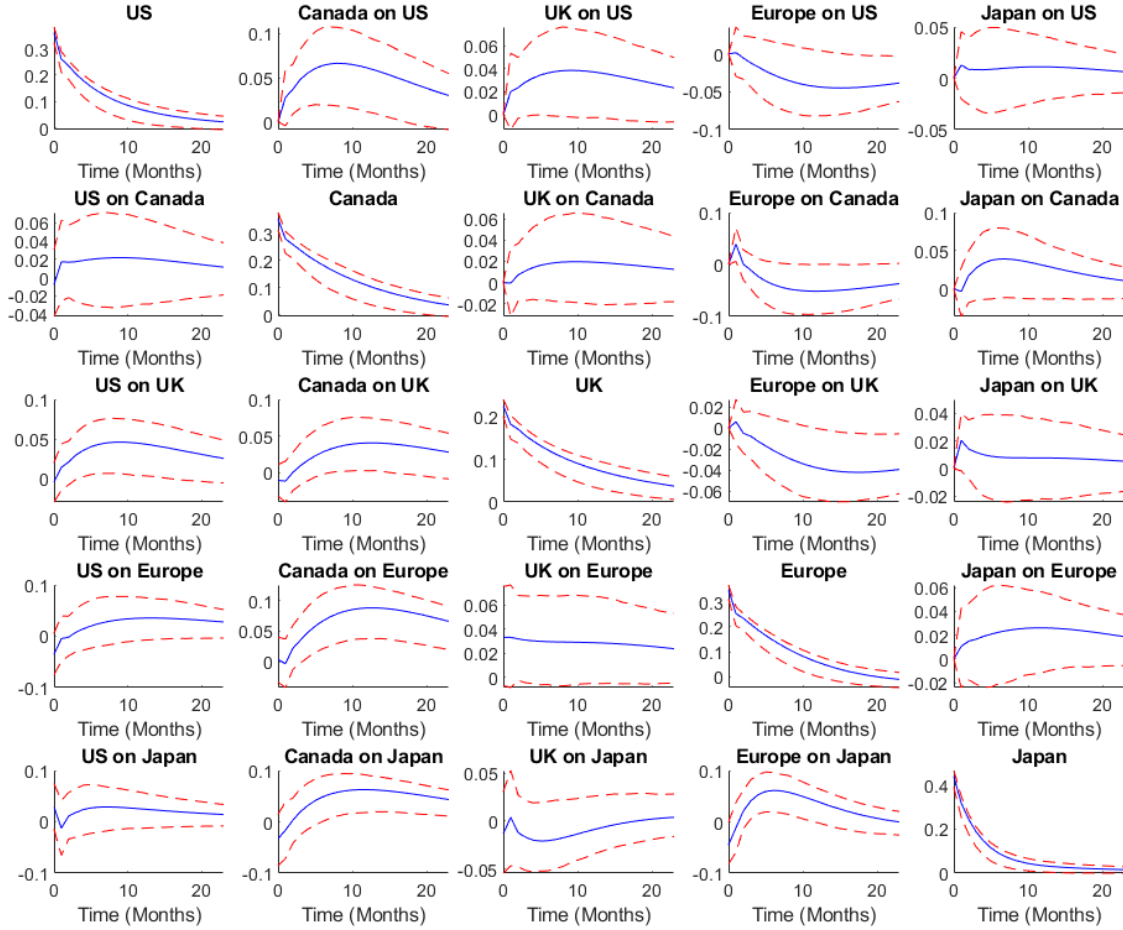 US
0.3
0.2
0.1
0
0 10 20
Time (Months)
Canada on US
0.1
0.05
0
0 10 20
Time (Months)
UK on US
0.06
0.04
0.02
0
0 10 20
Time (Months)
Europe on US
0
-0.05
-0.1
0 10 20
Time (Months)
Japan on US
0.05
0
-0.05
0 10 20
Time (Months)
US on Canada
0.06
0.04
0.02
0
-0.02
-0.04
0 10 20
Time (Months)
Canada
0.3
0.2
0.1
0
0 10 20
Time (Months)
UK on Canada
0.06
0.04
0.02
0
-0.02
0 10 20
Time (Months)
Europe on Canada
0.1
0
-0.1
0 10 20
Time (Months)
Japan on Canada
0.1
0.05
0
0 10 20
Time (Months)
US on UK
0.1
0.05
0
0 10 20
Time (Months)
Canada on UK
0.1
0.05
0
0 10 20
Time (Months)
UK
0.2
0.1
0
0 10 20
Time (Months)
Europe on UK
0.02
0
-0.02
-0.04
-0.06
0 10 20
Time (Months)
Japan on UK
0.04
0.02
0
-0.02
0 10 20
Time (Months)
US on Europe
0.1
0
-0.1
0 10 20
Time (Months)
Canada on Europe
0.1
0.05
0
0 10 20
Time (Months)
UK on Europe
0.06
0.04
0.02
0
0 10 20
Time (Months)
Europe
0.3
0.2
0.1
0
0 10 20
Time (Months)
Japan on Europe
0.06
0.04
0.02
0
-0.02
0 10 20
Time (Months)
US on Japan
0.1
0
-0.1
0 10 20
Time (Months)
Canada on Japan
0.1
0.05
0
-0.05
0 10 20
Time (Months)
UK on Japan
0.05
0
-0.05
0 10 20
Time (Months)
Europe on Japan
0.1
0
-0.1
0 10 20
Time (Months)
Japan
0.4
0.2
0
0 10 20
Time (Months)